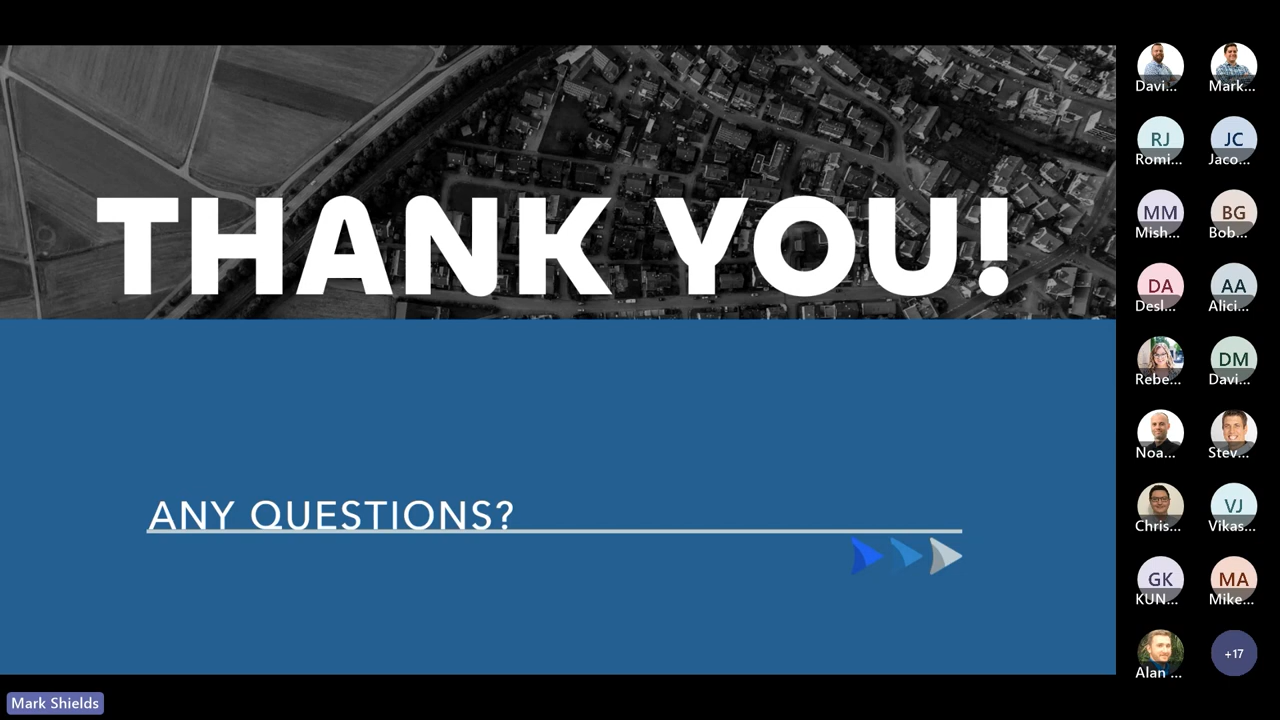 THANK YOU!
ANY QUESTIONS?
Mark Shields
Davi...
Mark...
RJ
Romi...
JC
Jaco...
MM
Mish...
BG
Bob...
DA
Desl...
AA
Alici...
Rebe...
DM
Davi...
Noa...
Stev...
Chris...
VJ
Vikas...
GK
KUN...
MA
Mike...
Alan ...
+17